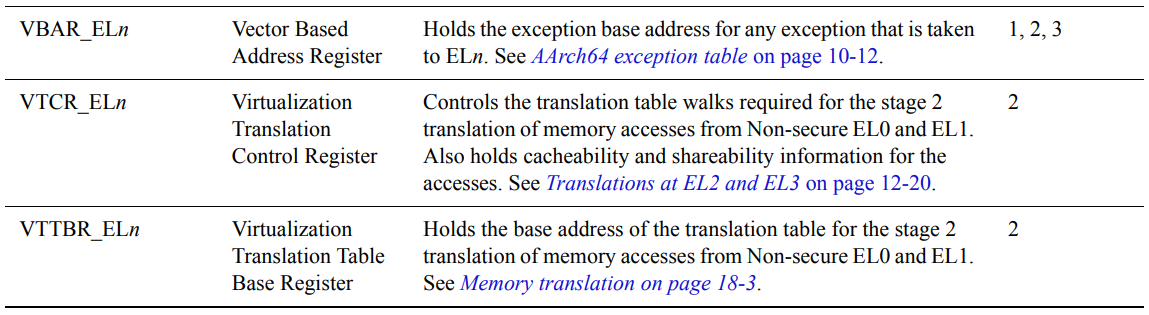 VBAR_ELn Vector Based Holds the exception base address for any exception that is taken 1, 2, 3
Address Register to ELn. See AArch64 exception table on page 10-12.
VTCR_ELn Virtualization Controls the translation table walks required for the stage 2 2
Translation translation of memory accesses from Non-secure EL0 and EL1.
Control Register Also holds cacheability and shareability information for the
accesses. See Translations at EL2 and EL3 on page 12-20.
VTTBR_ELn Virtualization Holds the base address of the translation table for the stage 2 2
Translation Table translation of memory accesses from Non-secure EL0 and EL1.
Base Register See Memory translation on page 18-3.